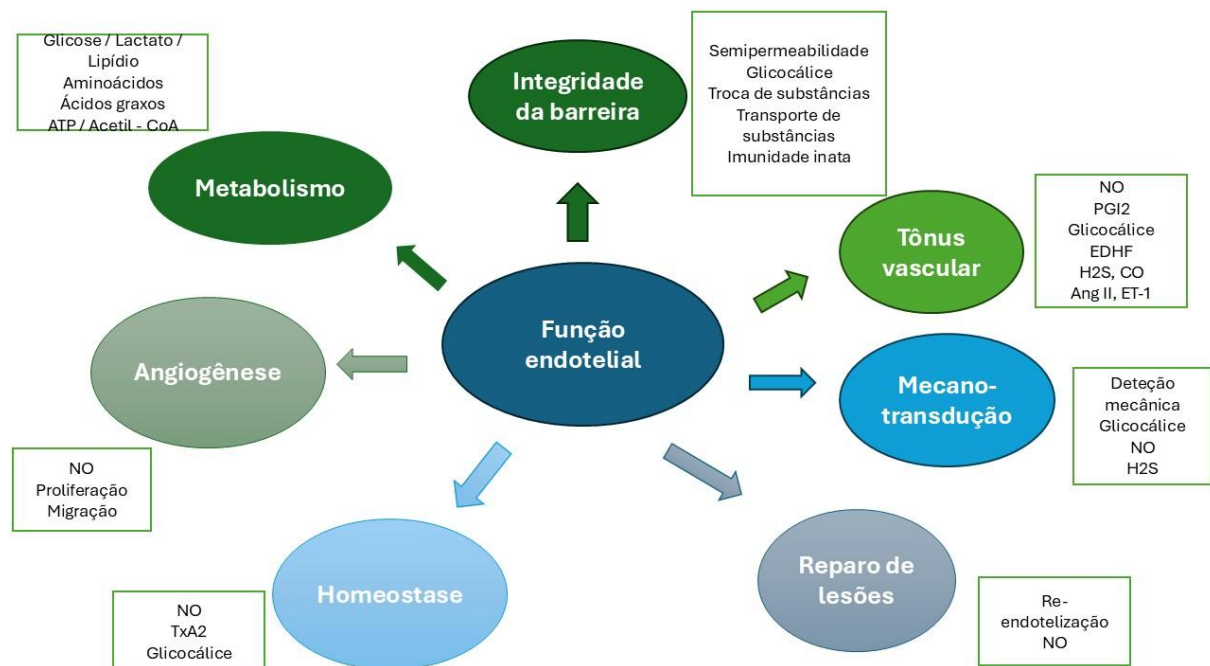 Glicose / Lactato /
Lipídio
Aminoácidos
Ácidos graxos
ATP / Acetil - CoA
Metabolismo
Integridade
da barreira
Semipermeabilidade
Glicocálice
Troca de substâncias
Transporte de
substâncias
Imunidade inata
Tônus
vascular
NO
PGI2
Glicocálice
EDHF
H2S, CO
Ang II, ET-1
Função
endotelial
Angiogênese
NO
Proliferação
Migração
Mecano-
transdução
Deteção
mecânica
Glicocálice
NO
H2S
Homeostase
NO
TxA2
Glicocálice
Reparo de
lesões
Re-
endotelização
NO